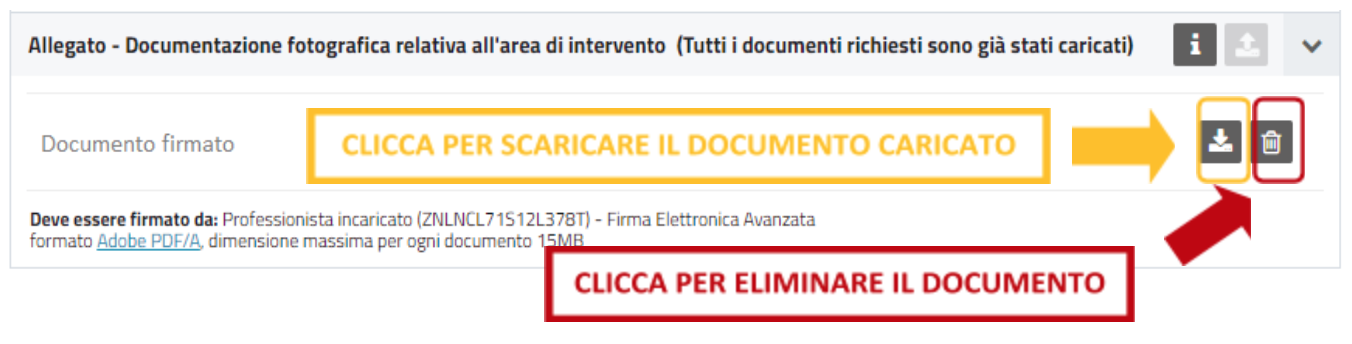 Allegato - Documentazione fotografica relativa all'area di intervento (Tutti i documenti richiesti sono già stati caricati)
Documento firmato
CLICCA PER SCARICARE IL DOCUMENTO CARICATO
Deve essere firmato da: Professionista incaricato (ZNLNCL71S12L378T) - Firma Elettronica Avanzata
formato Adobe PDF/A, dimensione massima per ogni documento 15MB
CLICCA PER ELIMINARE IL DOCUMENTO